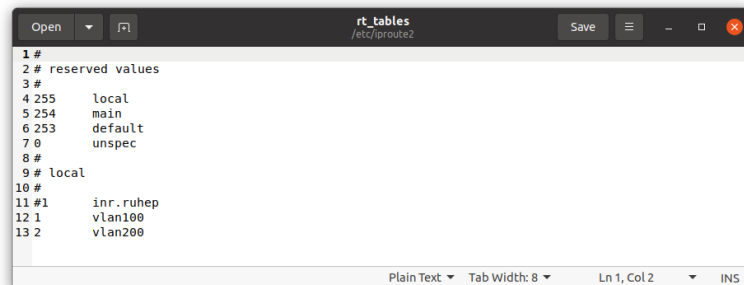 Open
rt_tables
/etc/iproute2
Save
1 #
2 # reserved values
3 #
4 255     local
5 254     main
6 253     default
7 0       unspec
8 #
9 # local
10 #
11 #1      inr.ruhep
12 1       vlan100
13 2       vlan200
Plain Text Tab Width: 8 Ln 1, Col 2 INS